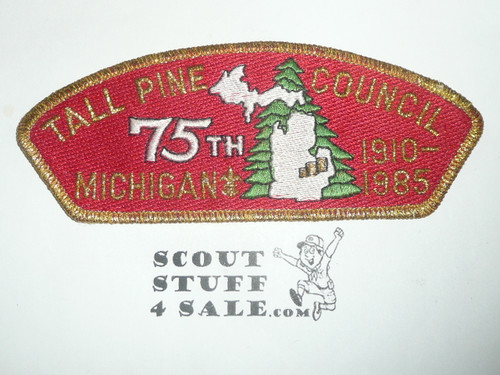 TALL PINE COUNCIL
75TH 1910-
MICHIGAN 1985
SCOUT
STUFF
4 SALE.COM